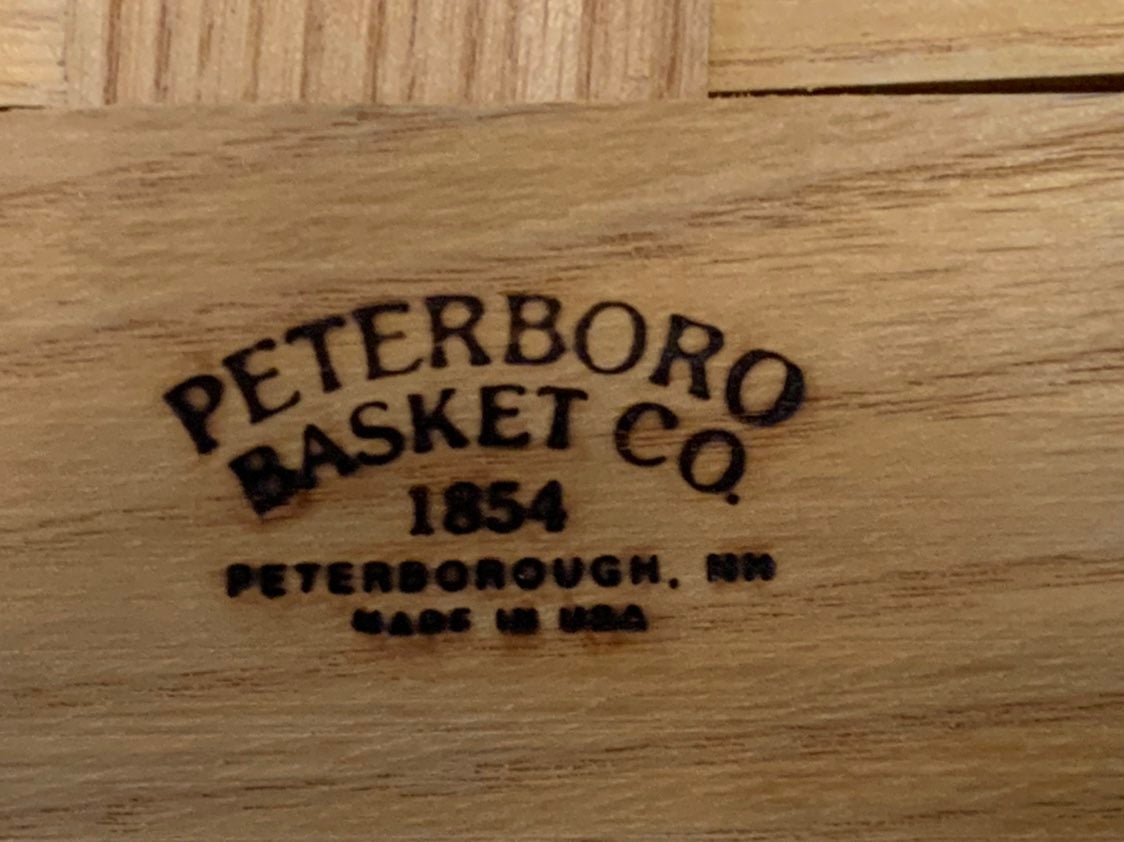 PETERBORO
BASKET CO.
1854
PETERBOROUGH, NH
MADE IN USA